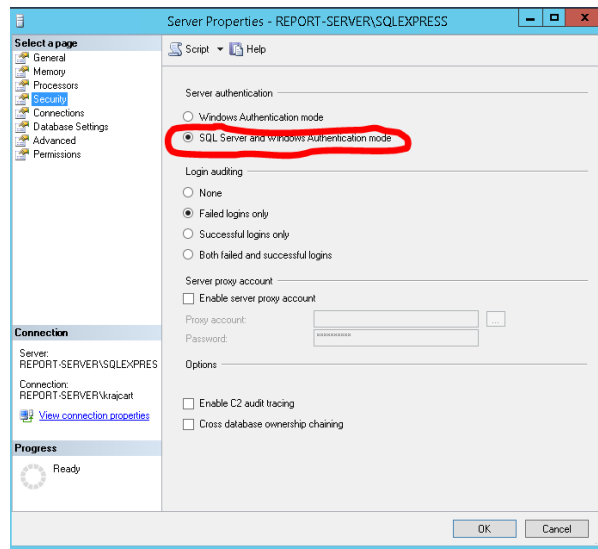 Server Properties - REPORT-SERVER\SQLEXPRESS
Select a page
General
Memory
Processors
Security
Connections
Database Settings
Advanced
Permissions
Script Help
Server authentication
Windows Authentication mode
SQL Server and Windows Authentication mode
Login auditing
None
Failed logins only
Successful logins only
Both failed and successful logins
Server proxy account
Enable server proxy account
Proxy account:
...
Password:
Options
Enable C2 audit tracing
Cross database ownership chaining
Connection
Server:
REPORT-SERVER\SQLEXPRES
Connection:
REPORT-SERVER\krajcart
View connection properties
Progress
Ready
OK Cancel